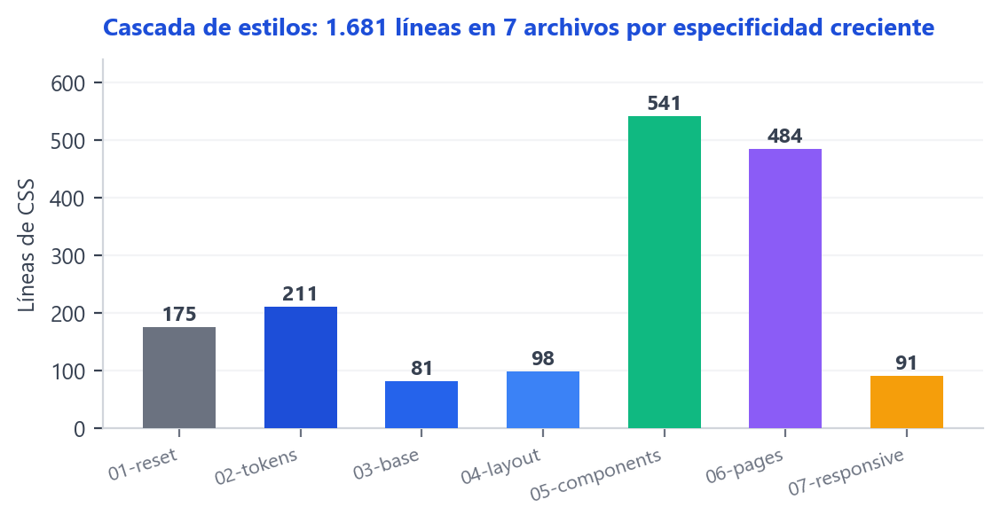 Cascada de estilos: 1.681 líneas en 7 archivos por especificidad creciente
Líneas de CSS
600
500
400
300
200
100
0
175
211
81
98
541
484
91
01-reset
02-tokens
03-base
04-layout
05-components
06-pages
07-responsive